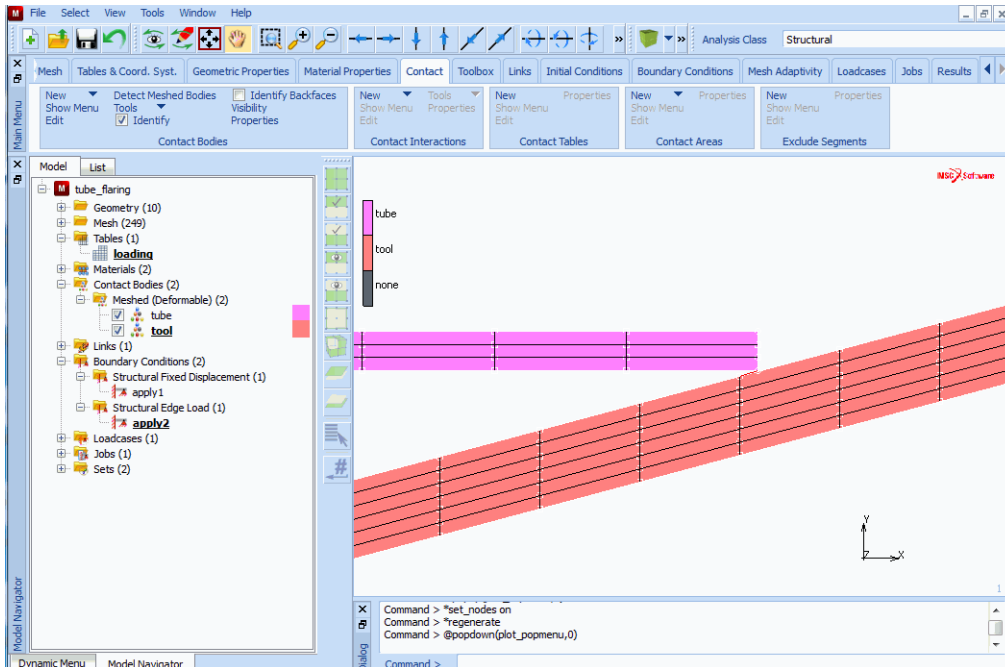 File Select View Tools Window Help
Analysis Class Structural
Mesh Tables & Coord. Syst. Geometric Properties Material Properties Contact Toolbox Links Initial Conditions Boundary Conditions Mesh Adaptivity Loadcases Jobs Results
New Detect Meshed Bodies Identify Backfaces New Tools New Properties New Properties New Properties
Show Menu Tools Visibility Show Menu Properties Show Menu Show Menu Show Menu
Edit Identify Properties Edit Edit Edit Edit
Contact Bodies Contact Interactions Contact Tables Contact Areas Exclude Segments
Main Menu
Model List
tube_flaring
Geometry (10)
Mesh (249)
Tables (1)
loading
Materials (2)
Contact Bodies (2)
Meshed (Deformable) (2)
tube
tool
Links (1)
Boundary Conditions (2)
Structural Fixed Displacement (1)
apply1
Structural Edge Load (1)
apply2
Loadcases (1)
Jobs (1)
Sets (2)
Model Navigator
tube
tool
none
MSC Software
Y
Z X
1
Command > *set_nodes on
Command > *regenerate
Command > @popdown(plot_popmenu,0)
Command >
Dynamic Menu Model Navigator